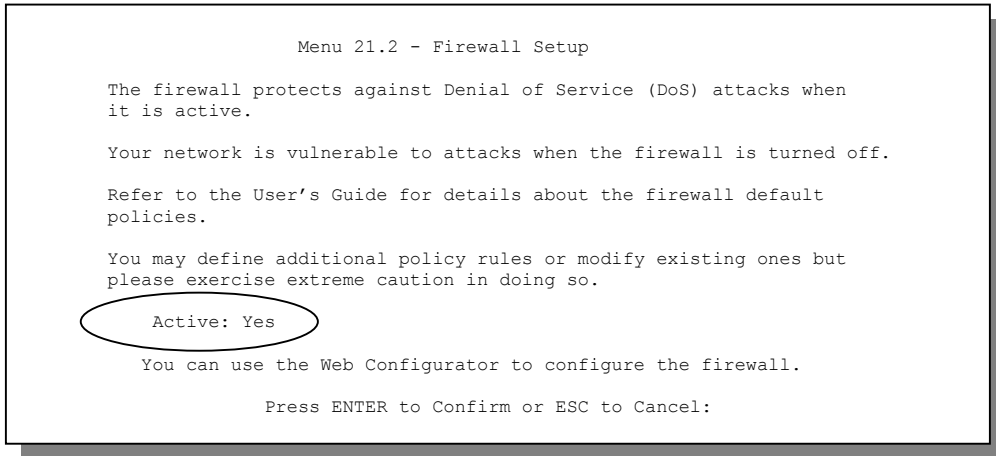 Menu 21.2 - Firewall Setup
The firewall protects against Denial of Service (DoS) attacks when
it is active.
Your network is vulnerable to attacks when the firewall is turned off.
Refer to the User’s Guide for details about the firewall default
policies.
You may define additional policy rules or modify existing ones but
please exercise extreme caution in doing so.
Active: Yes
You can use the Web Configurator to configure the firewall.
Press ENTER to Confirm or ESC to Cancel: